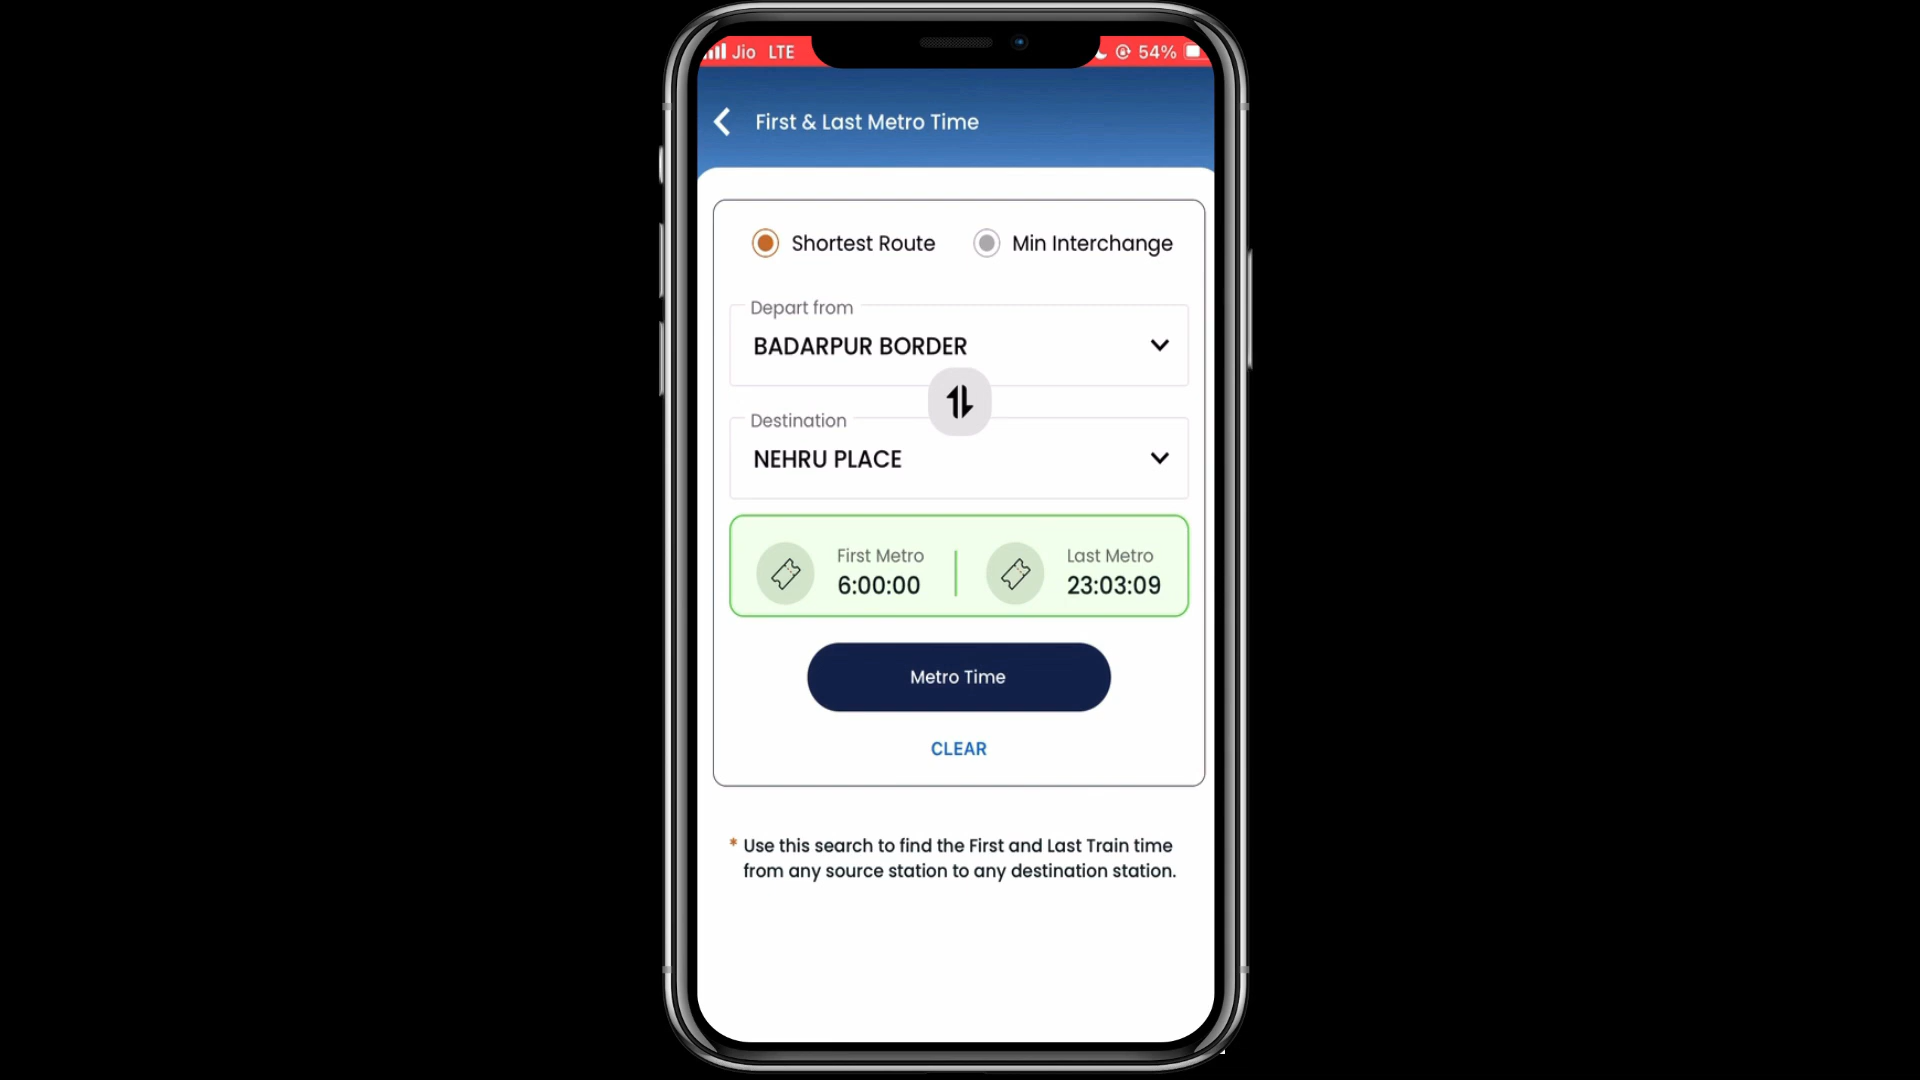 Jio LTE 54%
First & Last Metro Time
Shortest Route Min Interchange
Depart from
BADARPUR BORDER
Destination
NEHRU PLACE
First Metro Last Metro
6:00:00 23:03:09
Metro Time
CLEAR
* Use this search to find the First and Last Train time
from any source station to any destination station.